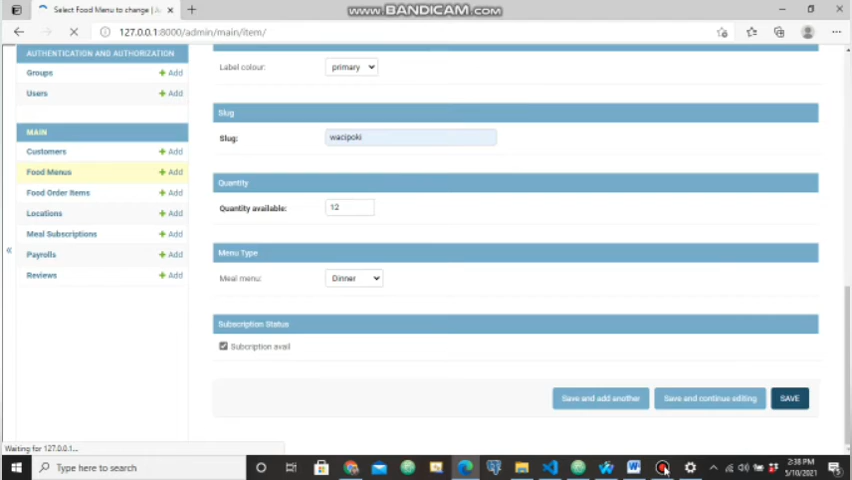 Select Food Menu to change |
www.BANDICAM.com
127.0.0.1:8000/admin/main/item/
AUTHENTICATION AND AUTHORIZATION
Groups + Add
Users + Add
MAIN
Customers + Add
Food Menus + Add
Food Order Items + Add
Locations + Add
Meal Subscriptions + Add
Payrolls + Add
Reviews + Add
«
Label colour: primary
Slug
Slug: wacipoki
Quantity
Quantity available: 12
Menu Type
Meal menu: Dinner
Subscription Status
Subcription avail
Save and add another Save and continue editing SAVE
Waiting for 127.0.0.1...
Type here to search
2:38 PM
5/10/2021